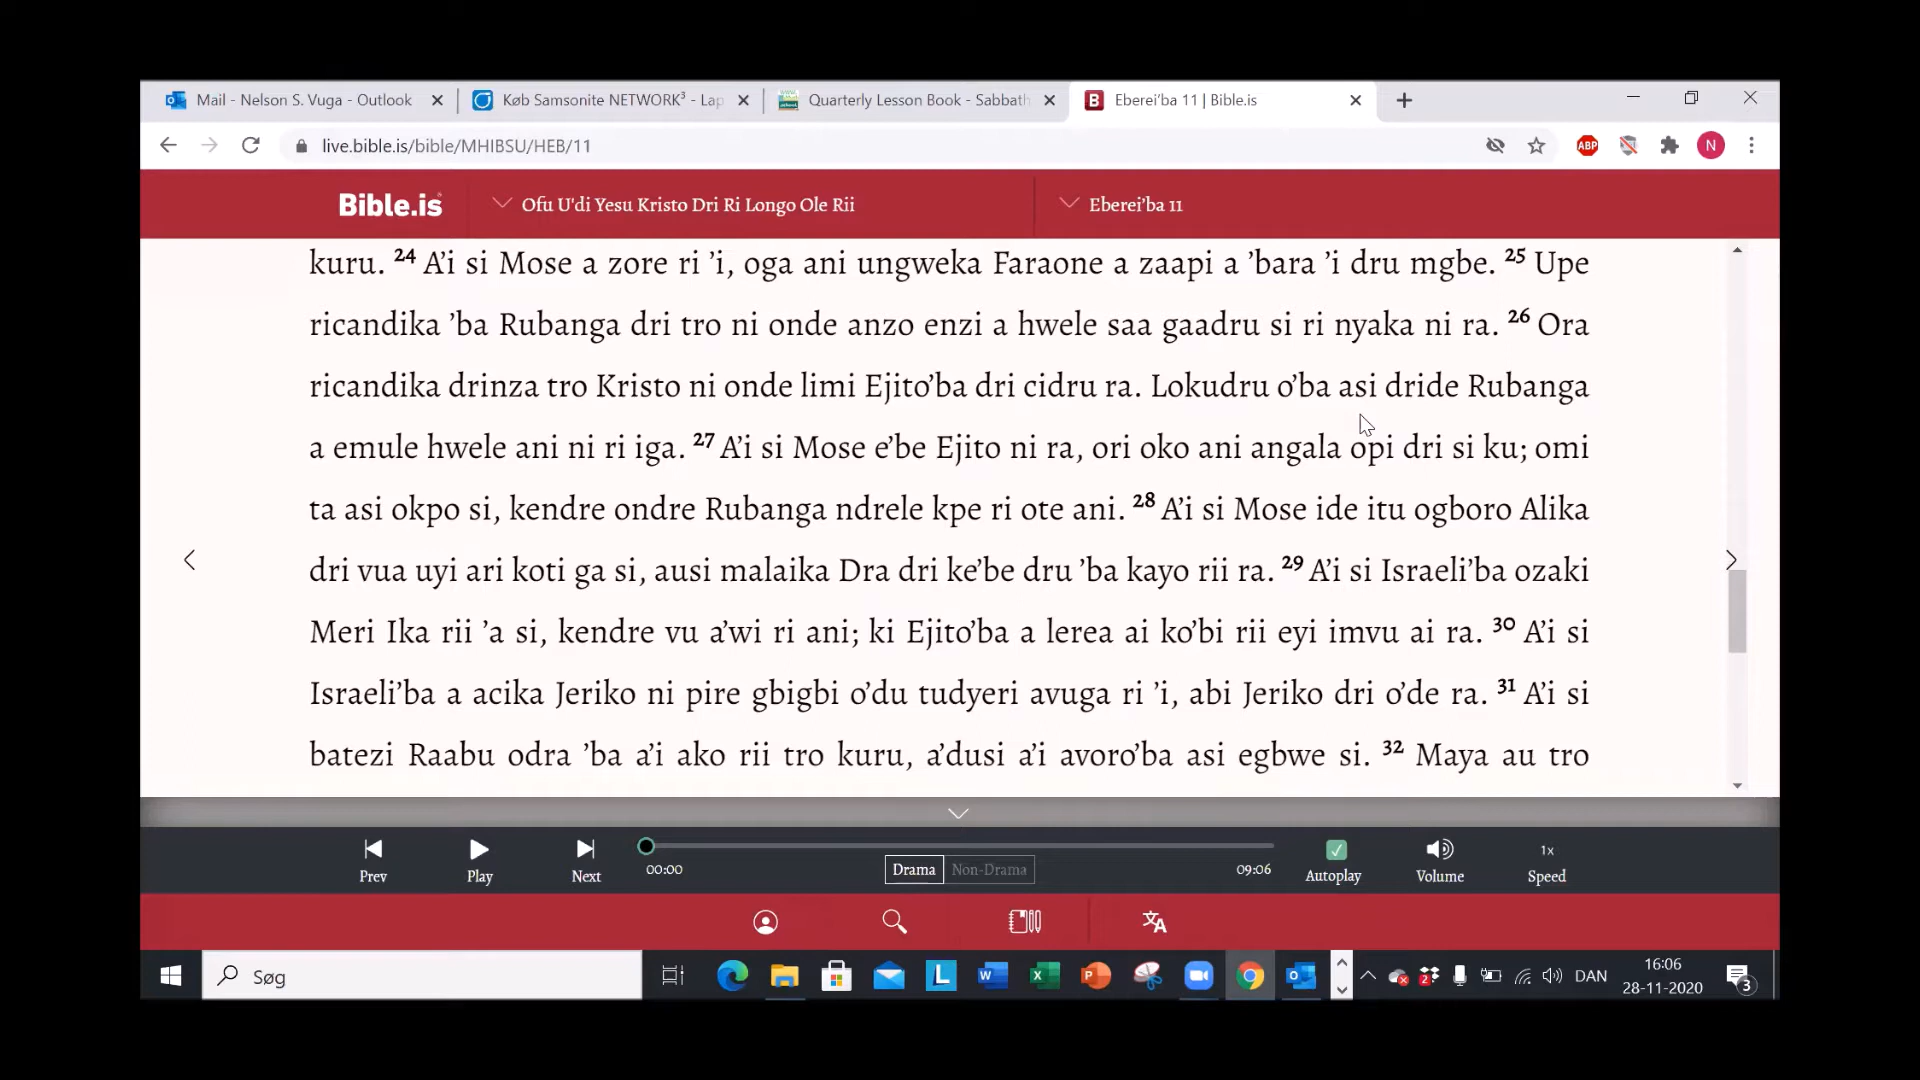 Mail - Nelson S. Vuga - Outlook
Køb Samsonite NETWORK³ - Lap
Quarterly Lesson Book - Sabbath
Eberei’ba 11 | Bible.is
live.bible.is/bible/MHIBSU/HEB/11
ABP
N
Bible.is
Ofu U'di Yesu Kristo Dri Ri Longo Ole Rii
Eberei’ba 11
kuru. 24 A’i si Mose a zore ri ’i, oga ani ungweka Faraone a zaapi a ’bara ’i dru mgbe. 25 Upe
ricandika ’ba Rubanga dri tro ni onde anzo enzi a hwele saa gaadru si ri nyaka ni ra. 26 Ora
ricandika drinza tro Kristo ni onde limi Ejito’ba dri cidru ra. Lokudru o’ba asi dride Rubanga
a emule hwele ani ni ri iga. 27 A’i si Mose e’be Ejito ni ra, ori oko ani angala opi dri si ku; omi
ta asi okpo si, kendre ondre Rubanga ndrele kpe ri ote ani. 28 A’i si Mose ide itu ogboro Alika
dri vua uyi ari koti ga si, ausi malaika Dra dri ke’be dru ’ba kayo rii ra. 29 A’i si Israeli’ba ozaki
Meri Ika rii ’a si, kendre vu a’wi ri ani; ki Ejito’ba a lerea ai ko’bi rii eyi imvu ai ra. 30 A’i si
Israeli’ba a acika Jeriko ni pire gbigbi o’du tudyeri avuga ri ’i, abi Jeriko dri o’de ra. 31 A’i si
batezi Raabu odra ’ba a’i ako rii tro kuru, a’dusi a’i avoro’ba asi egbwe si. 32 Maya au tro
Prev
Play
Next
00:00
Drama
Non-Drama
09:06
Autoplay
Volume
1x
Speed
Søg
DAN
16:06
28-11-2020
3